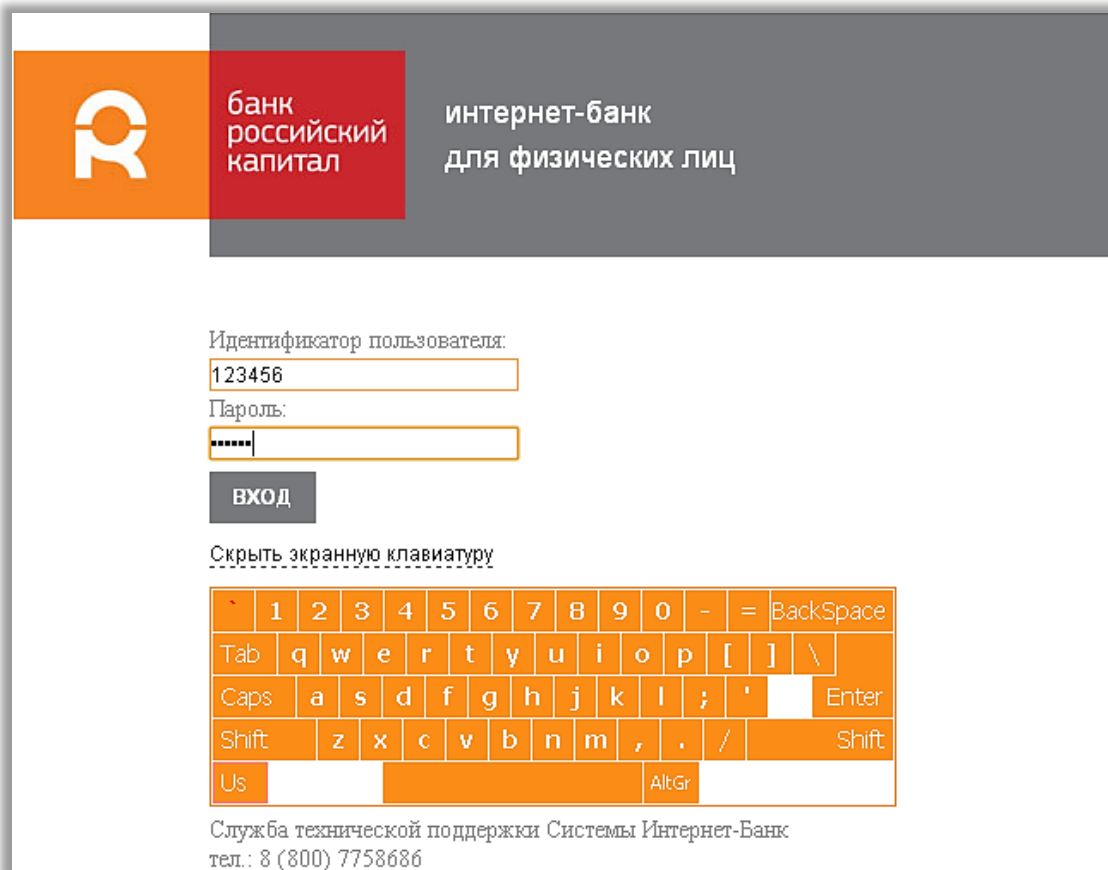 банк
российский
капитал
интернет-банк
для физических лиц
Идентификатор пользователя:
123456
Пароль:
••••••
ВХОД
Скрыть экранную клавиатуру
` 1 2 3 4 5 6 7 8 9 0 - = BackSpace
Tab q w e r t y u i o p [ ] \
Caps a s d f g h j k l ; ' Enter
Shift z x c v b n m , . / Shift
Us AltGr
Служба технической поддержки Системы Интернет-Банк
тел.: 8 (800) 7758686